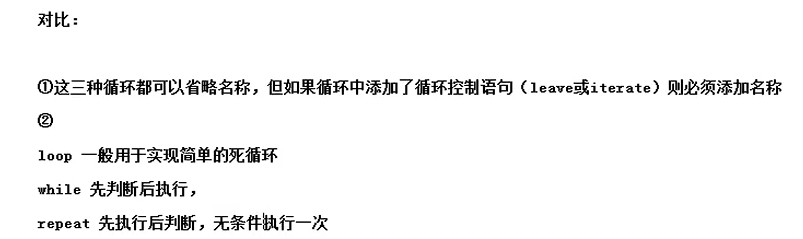 对比：
①这三种循环都可以省略名称，但如果循环中添加了循环控制语句（leave或iterate）则必须添加名称
②
loop 一般用于实现简单的死循环
while 先判断后执行，
repeat 先执行后判断，无条件执行一次